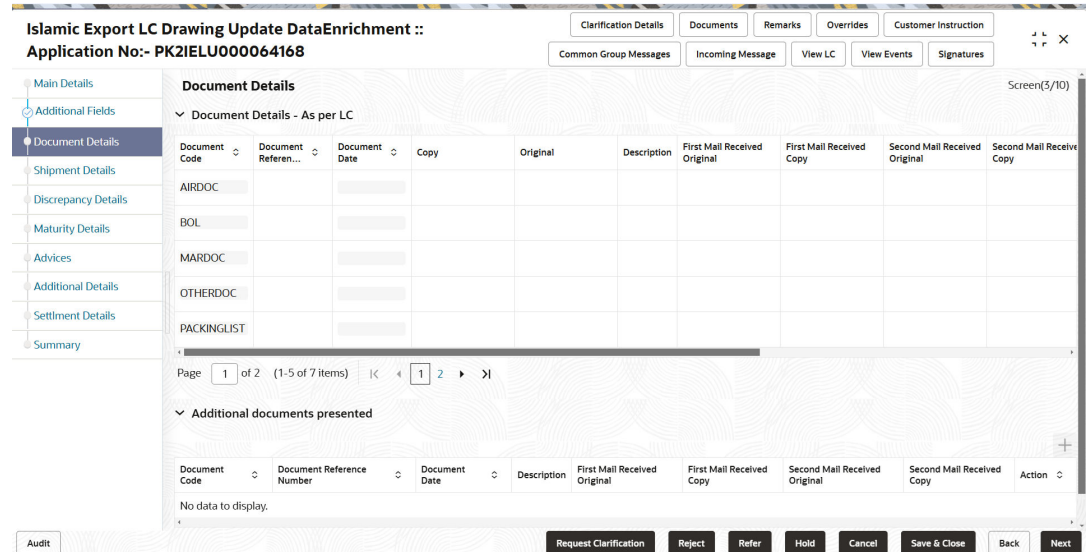 Islamic Export LC Drawing Update DataEnrichment ::
Application No:- PK2IELU000064168
Clarification Details
Documents
Remarks
Overrides
Customer Instruction
Common Group Messages
Incoming Message
View LC
View Events
Signatures
Main Details
Additional Fields
Document Details
Shipment Details
Discrepancy Details
Maturity Details
Advices
Additional Details
Settlment Details
Summary
Document Details
Screen(3/10)
Document Details - As per LC
Document Code
Document Referen...
Document Date
Copy
Original
Description
First Mail Received Original
First Mail Received Copy
Second Mail Received Original
Second Mail Receive Copy
AIRDOC
BOL
MARDOC
OTHERDOC
PACKINGLIST
Page 1 of 2 (1-5 of 7 items) 1 2
Additional documents presented
Document Code
Document Reference Number
Document Date
Description
First Mail Received Original
First Mail Received Copy
Second Mail Received Original
Second Mail Received Copy
Action
No data to display.
Audit
Request Clarification
Reject
Refer
Hold
Cancel
Save & Close
Back
Next